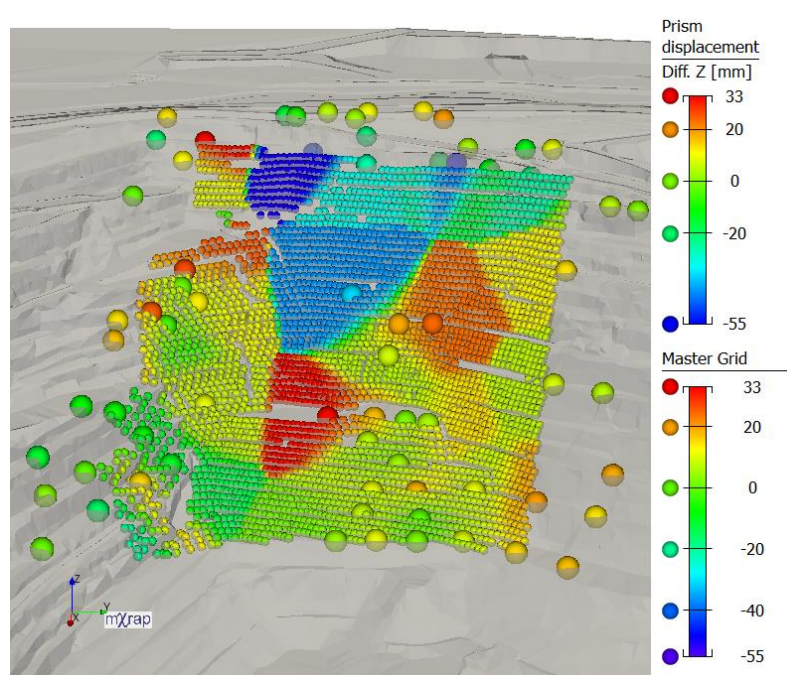 Prism
displacement
Diff. Z [mm]
33
20
0
-20
-55
Master Grid
33
20
0
-20
-40
-55
Z
Y
X
mXrap